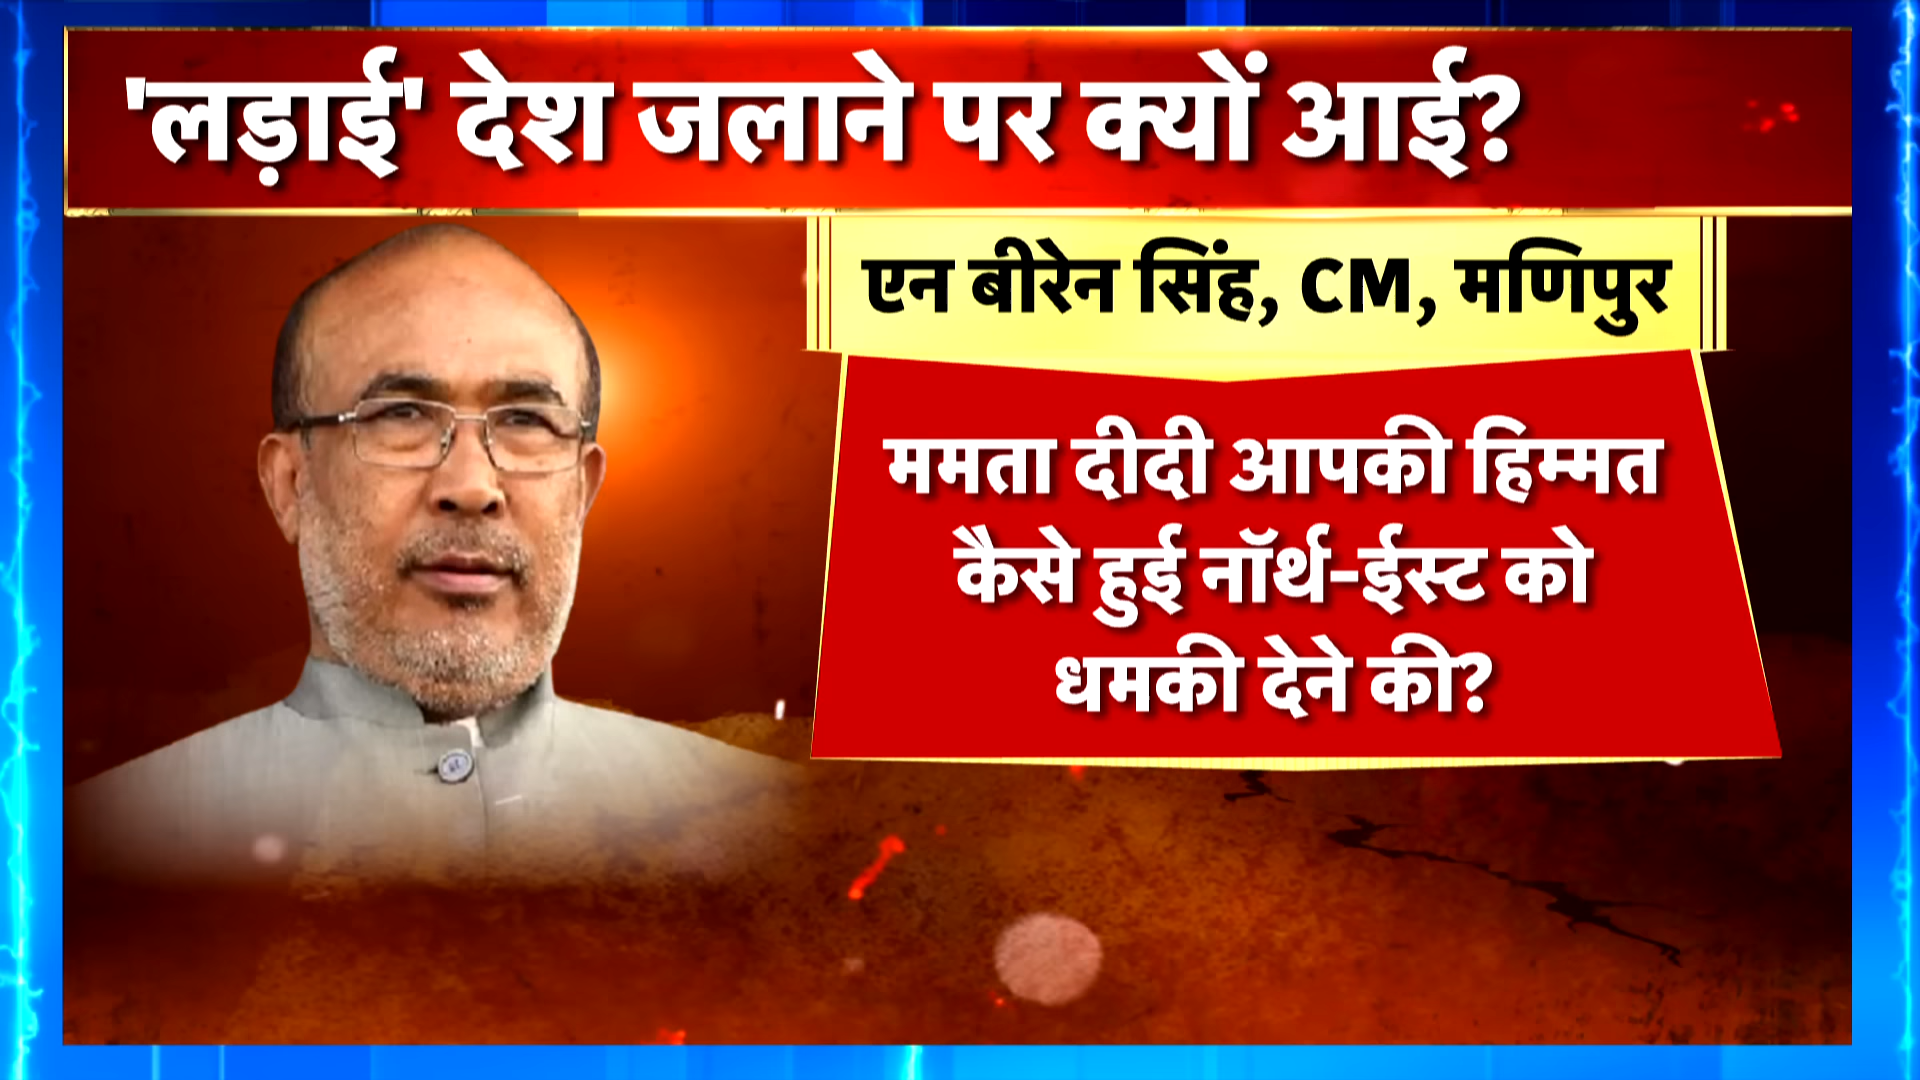 'लड़ाई' देश जलाने पर क्यों आई?
एन बीरेन सिंह, CM, मणिपुर
ममता दीदी आपकी हिम्मत
कैसे हुई नॉर्थ-ईस्ट को
धमकी देने की?